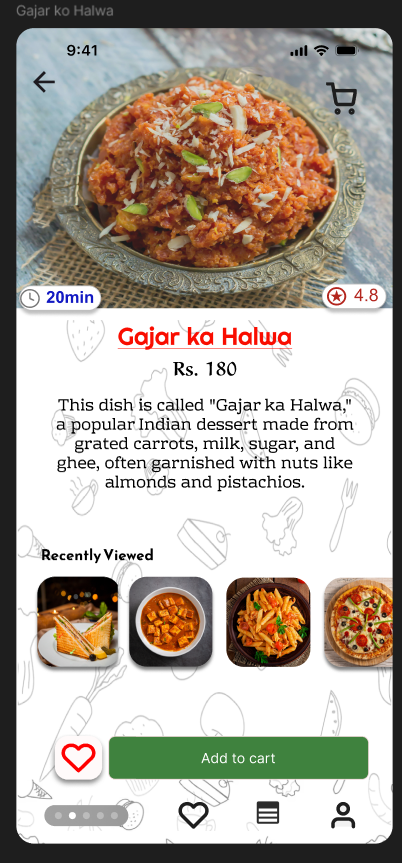 Gajar ko Halwa
9:41
20min
4.8
Gajar ka Halwa
Rs. 180
This dish is called "Gajar ka Halwa,"
a popular Indian dessert made from
grated carrots, milk, sugar, and
ghee, often garnished with nuts like
almonds and pistachios.
Recently Viewed
Add to cart